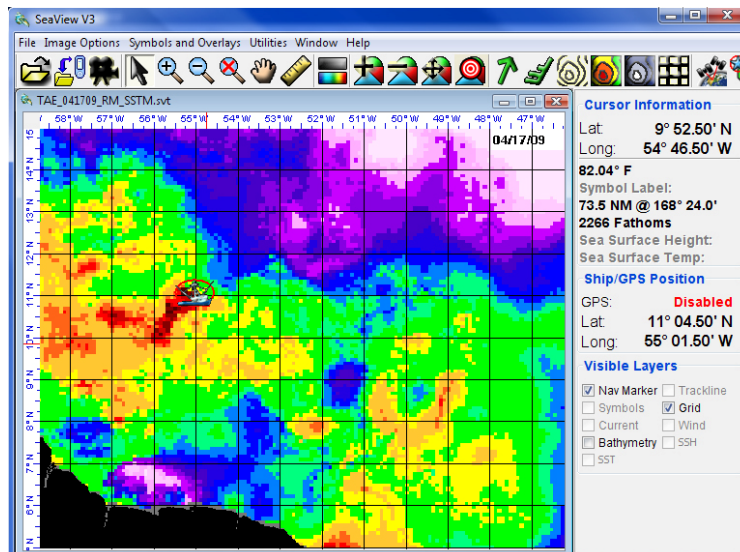 SeaView V3
File Image Options Symbols and Overlays Utilities Window Help
TAE_041709_RM_SSTM.svt
58°W 57°W 56°W 55°W 54°W 53°W 52°W 51°W 50°W 49°W 48°W 47°W
04/17/09
15
14°N
13°N
12°N
11°N
10°N
9°N
8°N
7°N
6°N
Cursor Information
Lat: 9° 52.50' N
Long: 54° 46.50' W
82.04° F
Symbol Label:
73.5 NM @ 168° 24.0'
2266 Fathoms
Sea Surface Height:
Sea Surface Temp:
Ship/GPS Position
GPS: Disabled
Lat: 11° 04.50' N
Long: 55° 01.50' W
Visible Layers
Nav Marker Trackline
Symbols Grid
Current Wind
Bathymetry SSH
SST